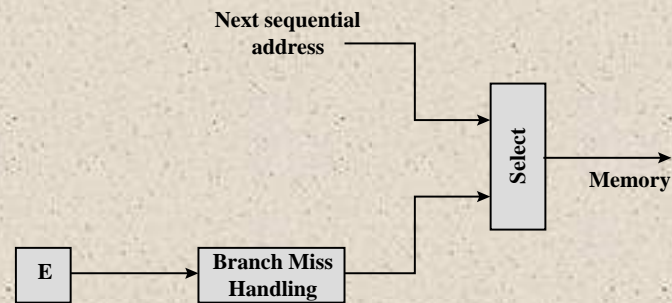 Next sequential
address
Select
Memory
E
Branch Miss
Handling